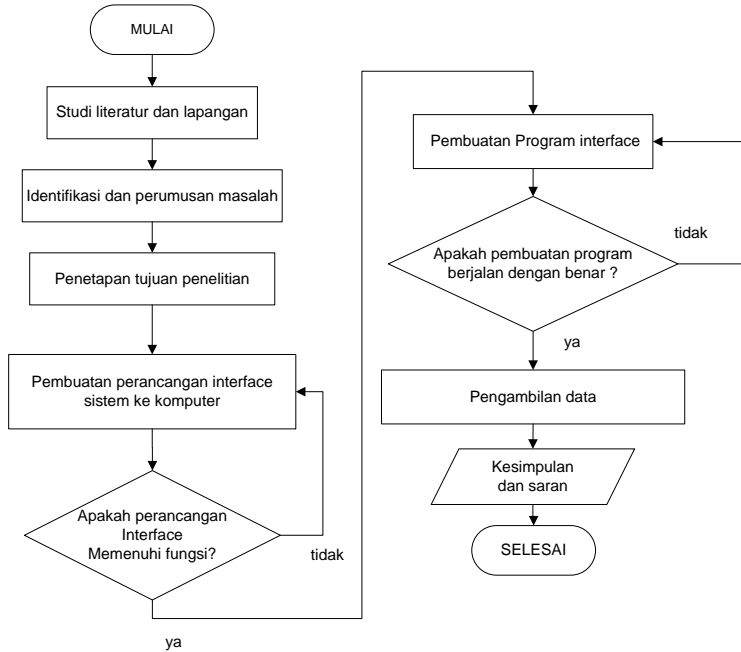 MULAI
Studi literatur dan lapangan
Identifikasi dan perumusan masalah
Penetapan tujuan penelitian
Pembuatan perancangan interface
sistem ke komputer
Apakah perancangan
Interface
Memenuhi fungsi?
tidak
ya
Pembuatan Program interface
Apakah pembuatan program
berjalan dengan benar ?
tidak
ya
Pengambilan data
Kesimpulan
dan saran
SELESAI